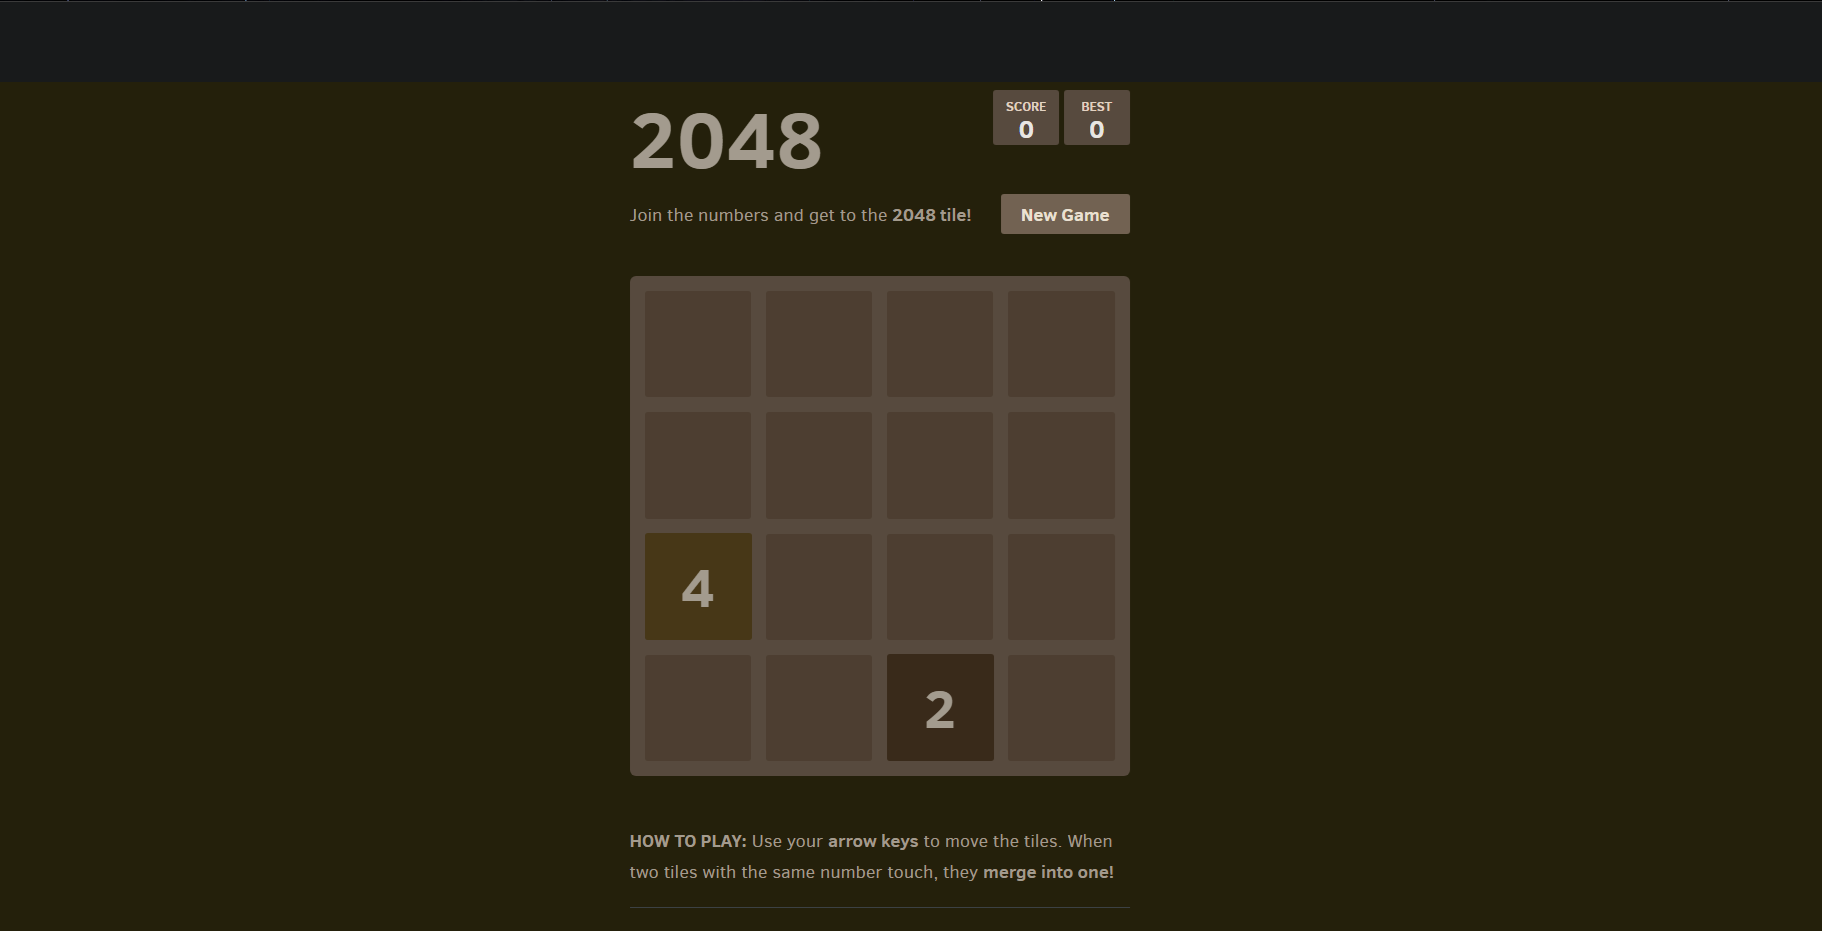 2048
SCORE
0
BEST
0
Join the numbers and get to the 2048 tile!
New Game
4
2
HOW TO PLAY: Use your arrow keys to move the tiles. When
two tiles with the same number touch, they merge into one!